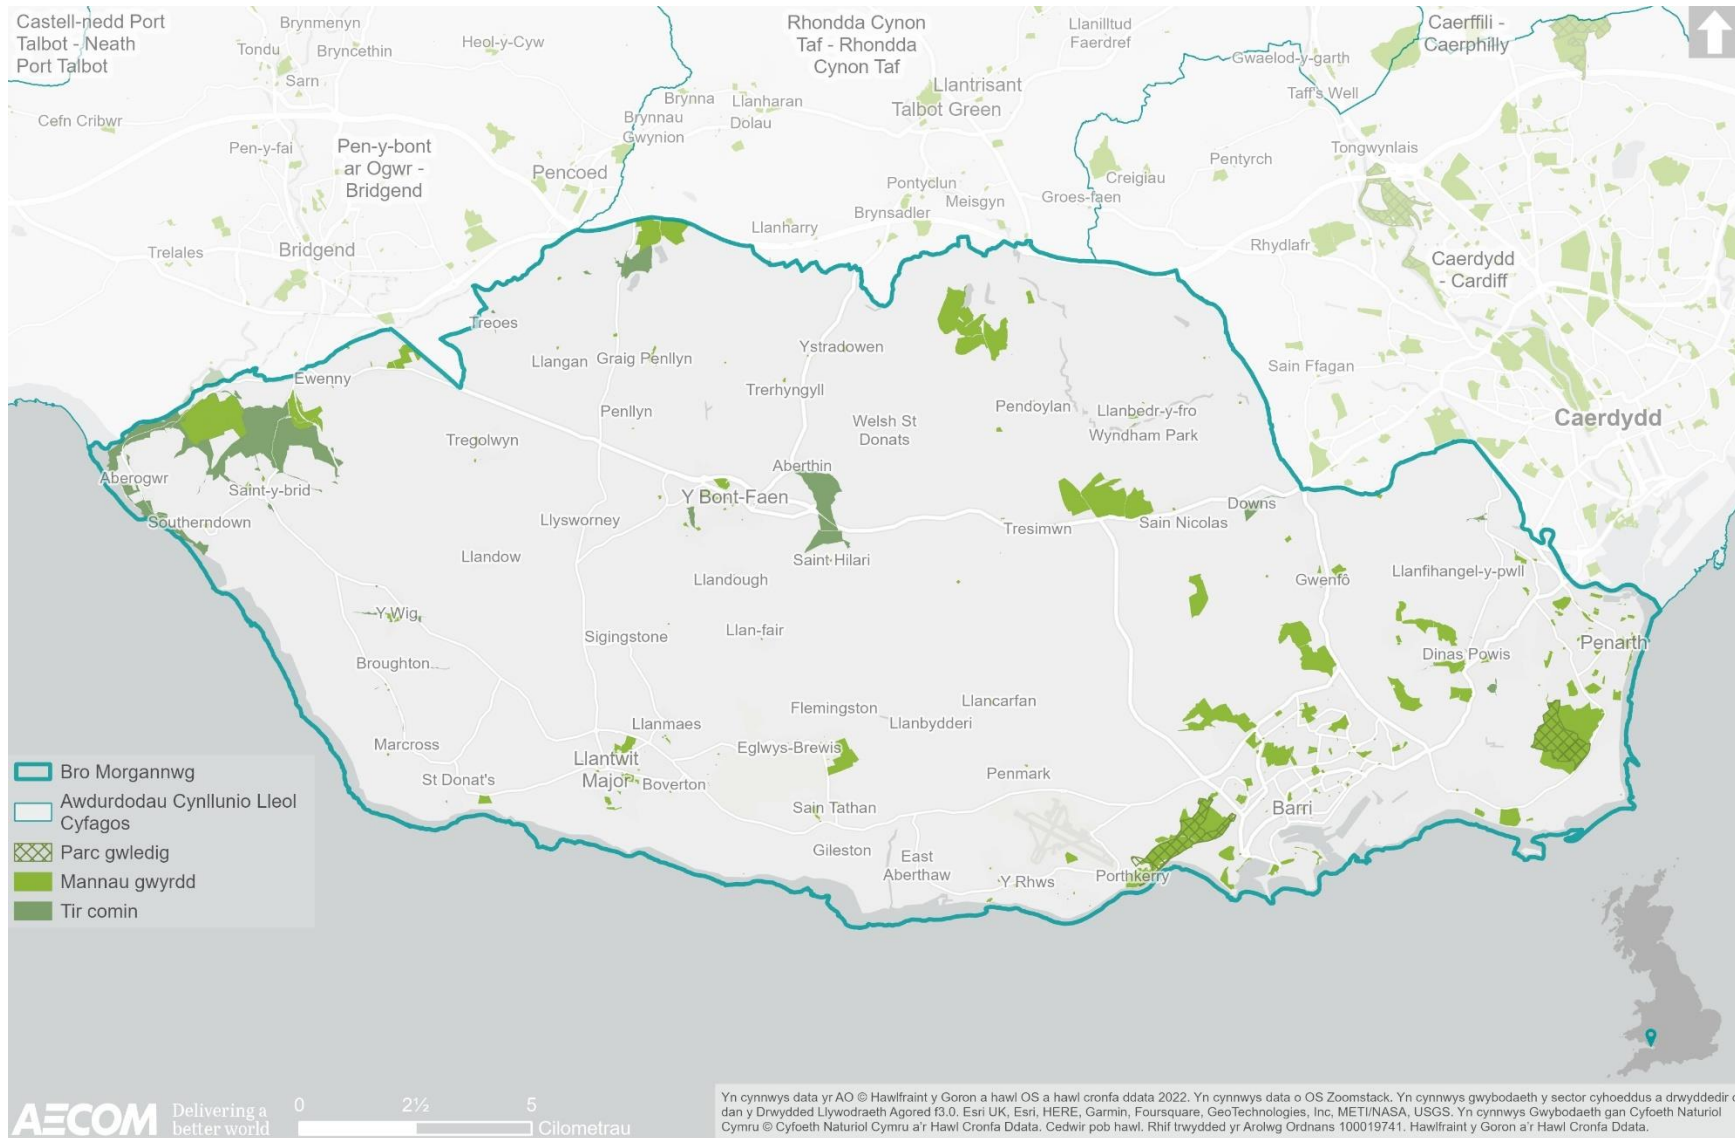 Castell-nedd Port
Talbot - Neath
Port Talbot
Brynmenyn
Tondu
Bryncethin
Sarn
Heol-y-Cyw
Cefn Cribwr
Pen-y-fai
Pen-y-bont
ar Ogwr -
Bridgend
Pencoed
Trelales
Bridgend
Rhondda Cynon
Taf - Rhondda
Cynon Taf
Llanilltud
Faerdref
Brynna
Llanharan
Brynnau
Gwynion
Dolau
Llantrisant
Talbot Green
Pontyclun
Meisgyn
Brynsadler
Llanharry
Groes-faen
Creigiau
Pentyrch
Gwaelod-y-garth
Taff's Well
Tongwynlais
Caerffili -
Caerphilly
Rhydlafr
Caerdydd
- Cardiff
Sain Ffagan
Caerdydd
Treoes
Llangan
Graig Penllyn
Ystradowen
Ewenny
Penllyn
Trerhyngyll
Tregolwyn
Welsh St
Donats
Pendoylan
Llanbedr-y-fro
Wyndham Park
Aberogwr
Saint-y-brid
Southerndown
Aberthin
Y Bont-Faen
Llysworney
Llandow
Saint Hilari
Llandough
Tresimwn
Sain Nicolas
Downs
Gwenfô
Llanfihangel-y-pwll
Y Wig
Sigingstone
Llan-fair
Broughton
Dinas Powis
Penarth
Llancarfan
Flemingston
Llanbydderi
Llanmaes
Marcross
Eglwys-Brewis
Llantwit
Major
St Donat's
Boverton
Penmark
Sain Tathan
Barri
Gileston
East
Aberthaw
Y Rhws
Porthkerry
Bro Morgannwg
Awdurdodau Cynllunio Lleol
Cyfagos
Parc gwledig
Mannau gwyrdd
Tir comin
AECOM
Delivering a
better world
0 2½ 5
Cilometrau
Yn cynnwys data yr AO © Hawlfraint y Goron a hawl OS a hawl cronfa ddata 2022. Yn cynnwys data o OS Zoomstack. Yn cynnwys gwybodaeth y sector cyhoeddus a drwyddedir o
dan y Drwydded Llywodraeth Agored f3.0. Esri UK, Esri, HERE, Garmin, Foursquare, GeoTechnologies, Inc, METI/NASA, USGS. Yn cynnwys Gwybodaeth gan Cyfoeth Naturiol
Cymru © Cyfoeth Naturiol Cymru a'r Hawl Cronfa Ddata. Cedwir pob hawl. Rhif trwydded yr Arolwg Ordnans 100019741. Hawlfraint y Goron a'r Hawl Cronfa Ddata.